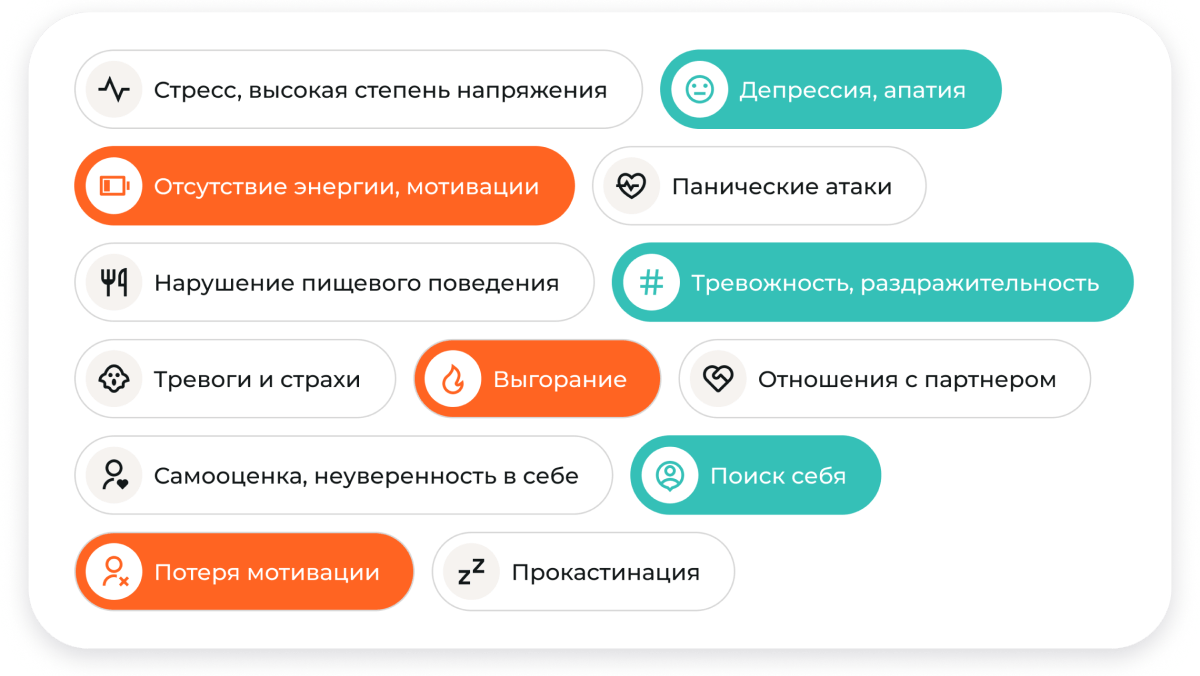 Стресс, высокая степень напряжения
Депрессия, апатия
Отсутствие энергии, мотивации
Панические атаки
Нарушение пищевого поведения
Тревожность, раздражительность
Тревоги и страхи
Выгорание
Отношения с партнером
Самооценка, неуверенность в себе
Поиск себя
Потеря мотивации
Прокастинация